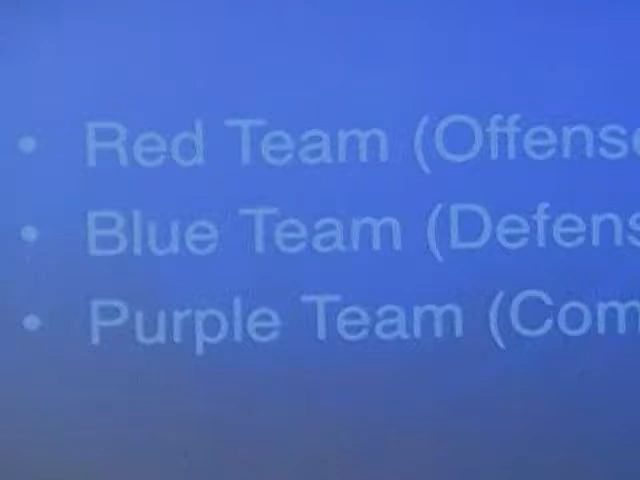 • Red Team (Offense
• Blue Team (Defens
• Purple Team (Com